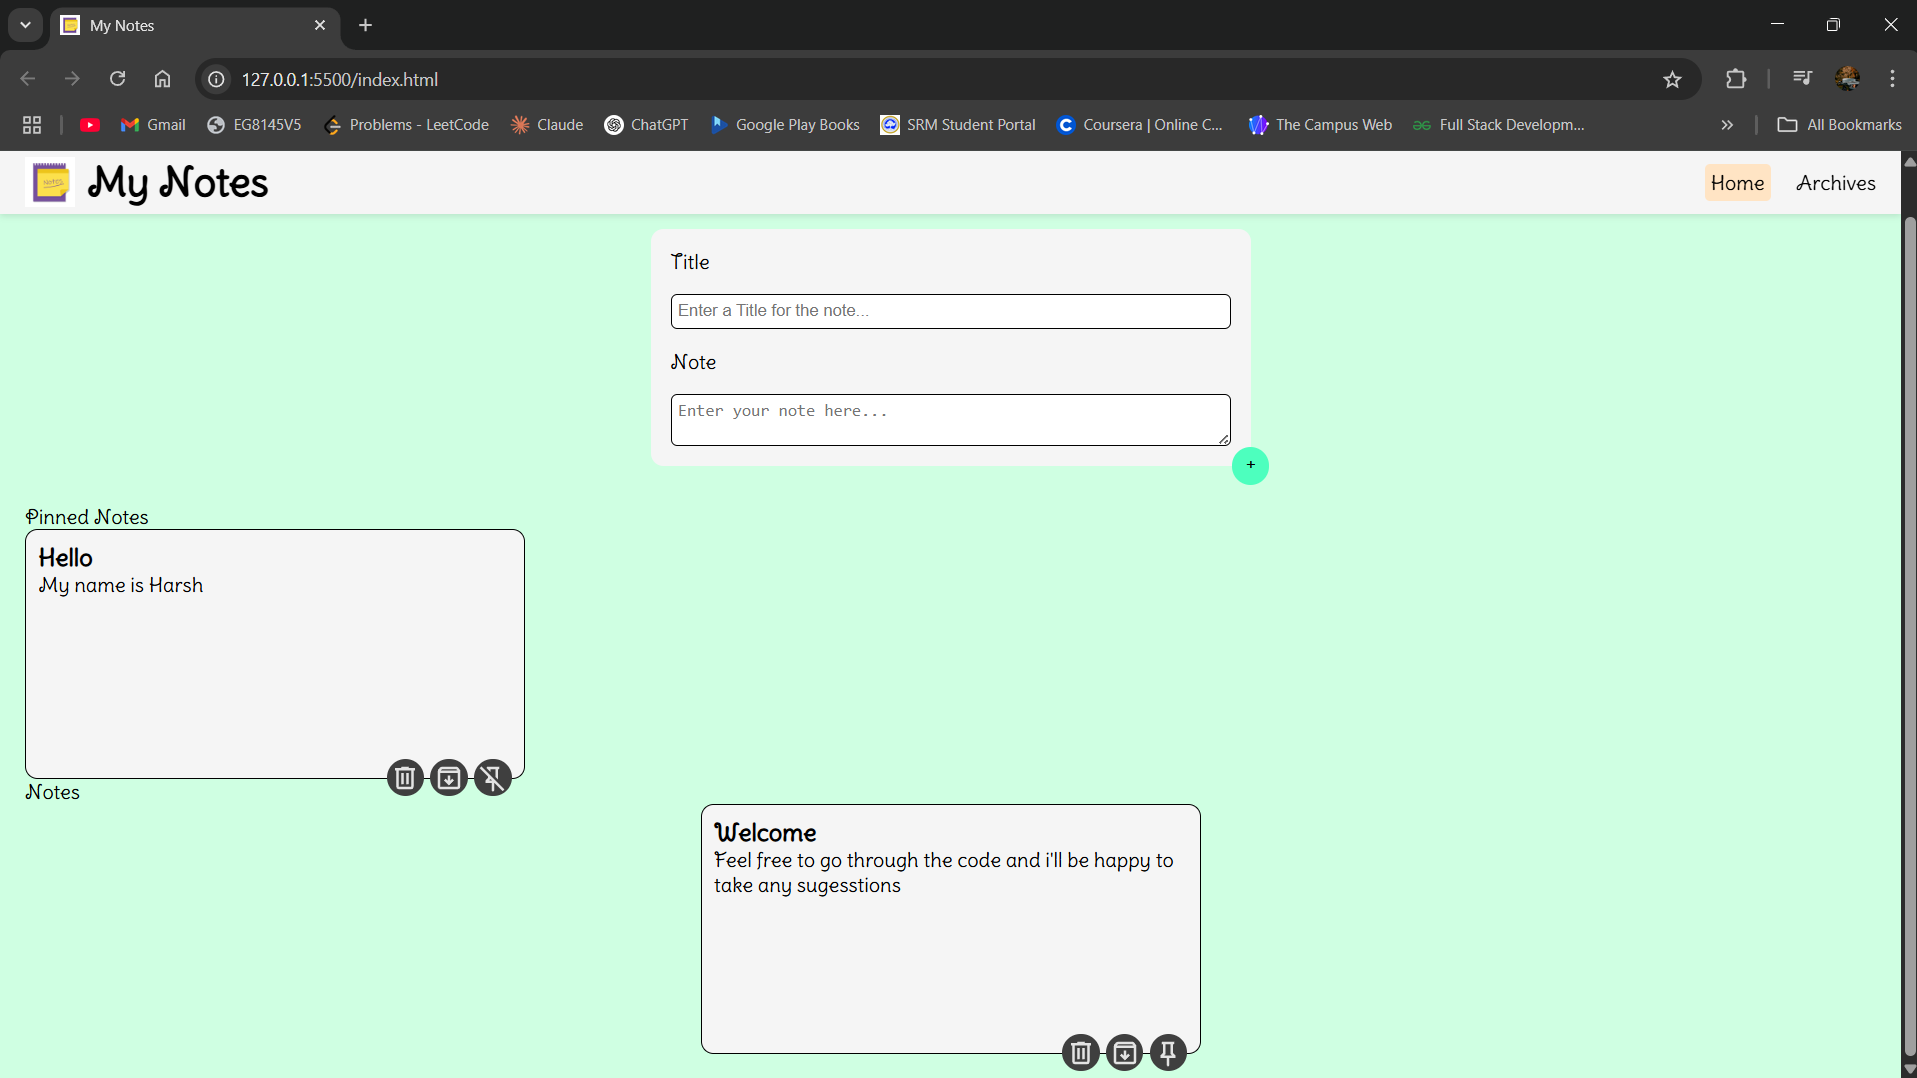 My Notes
127.0.0.1:5500/index.html
Gmail
EG8145V5
Problems - LeetCode
Claude
ChatGPT
Google Play Books
SRM Student Portal
Coursera | Online C...
The Campus Web
Full Stack Developm...
All Bookmarks
My Notes
Home
Archives
Title
Enter a Title for the note...
Note
Enter your note here...
+
Pinned Notes
Hello
My name is Harsh
Notes
Welcome
Feel free to go through the code and i'll be happy to
take any sugesstions